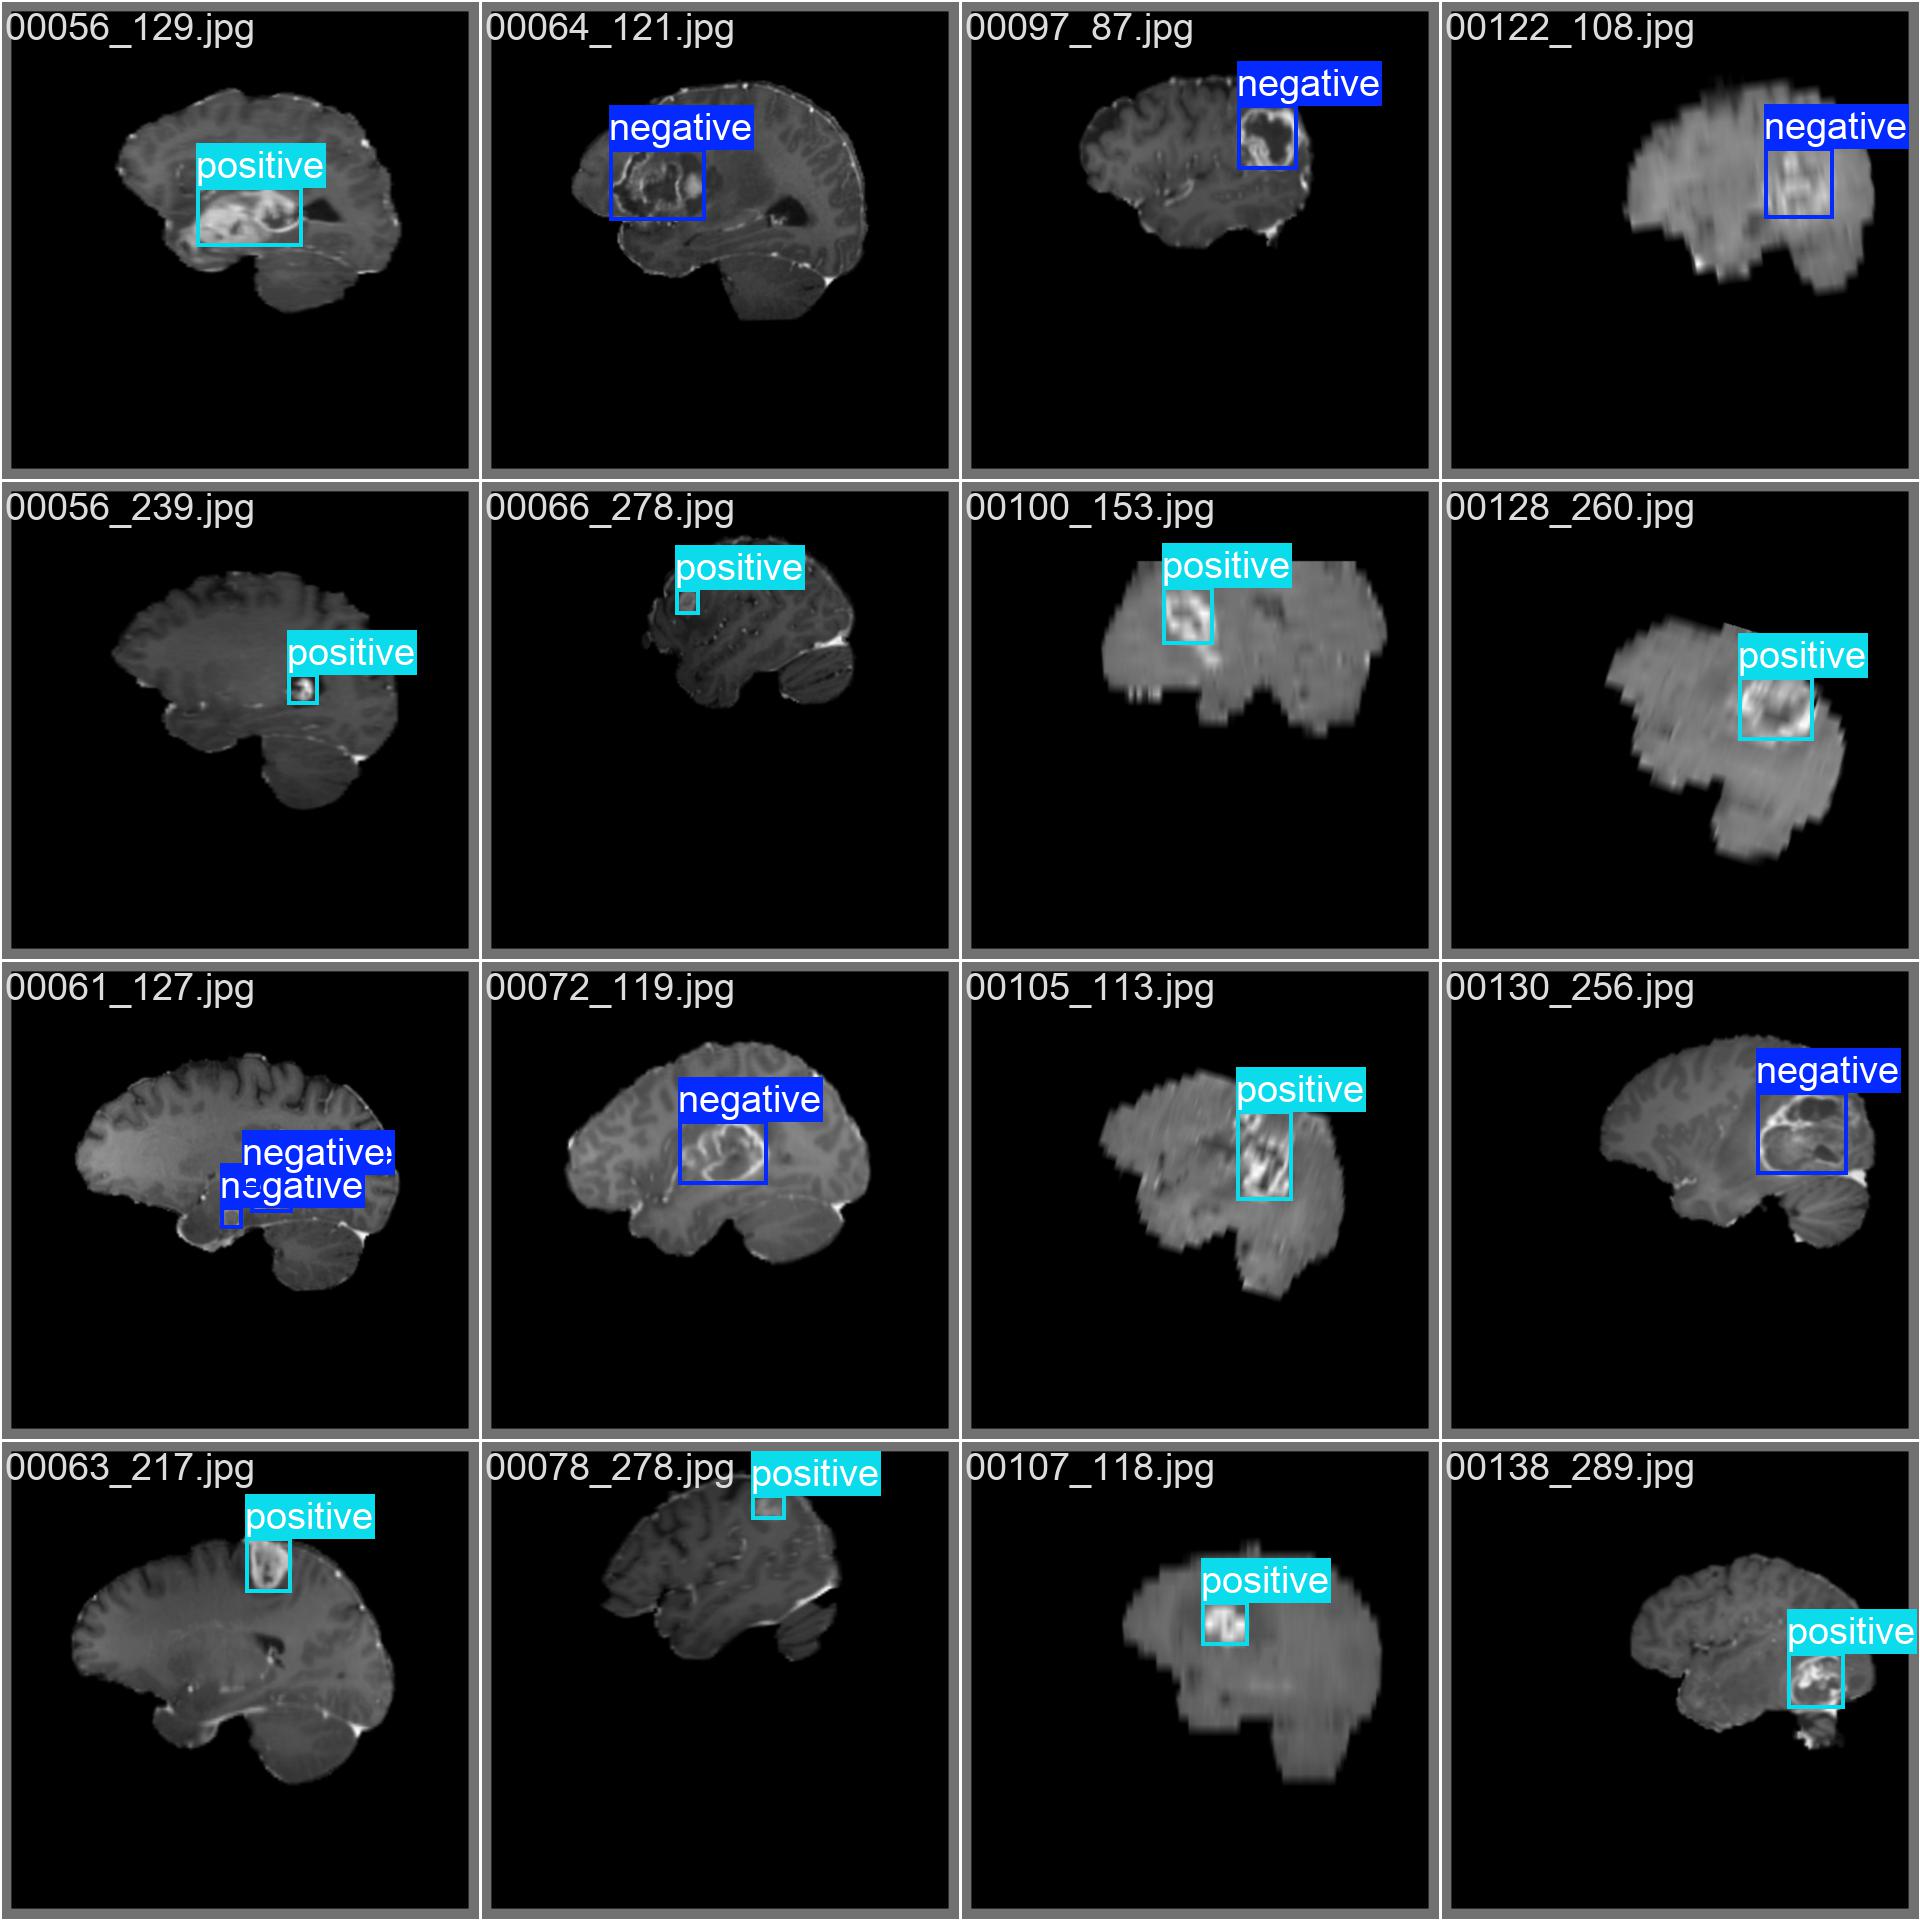 00056_129.jpg
positive
00064_121.jpg
negative
00097_87.jpg
negative
00122_108.jpg
negative
00056_239.jpg
positive
00066_278.jpg
positive
00100_153.jpg
positive
00128_260.jpg
positive
00061_127.jpg
negative
negative
00072_119.jpg
negative
00105_113.jpg
positive
00130_256.jpg
negative
00063_217.jpg
positive
00078_278.jpg
positive
00107_118.jpg
positive
00138_289.jpg
positive